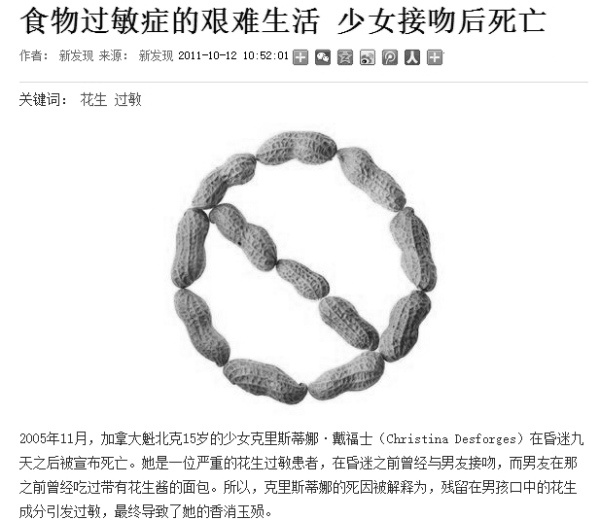 食物过敏症的艰难生活 少女接吻后死亡
作者： 新发现 来源： 新发现 2011-10-12 10:52:01
关键词： 花生 过敏
2005年11月，加拿大魁北克15岁的少女克里斯蒂娜·戴福士（Christina Desforges）在昏迷九
天之后被宣布死亡。她是一位严重的花生过敏患者，在昏迷之前曾经与男友接吻，而男友在那
之前曾经吃过带有花生酱的面包。所以，克里斯蒂娜的死因被解释为，残留在男孩口中的花生
成分引发过敏，最终导致了她的香消玉殒。